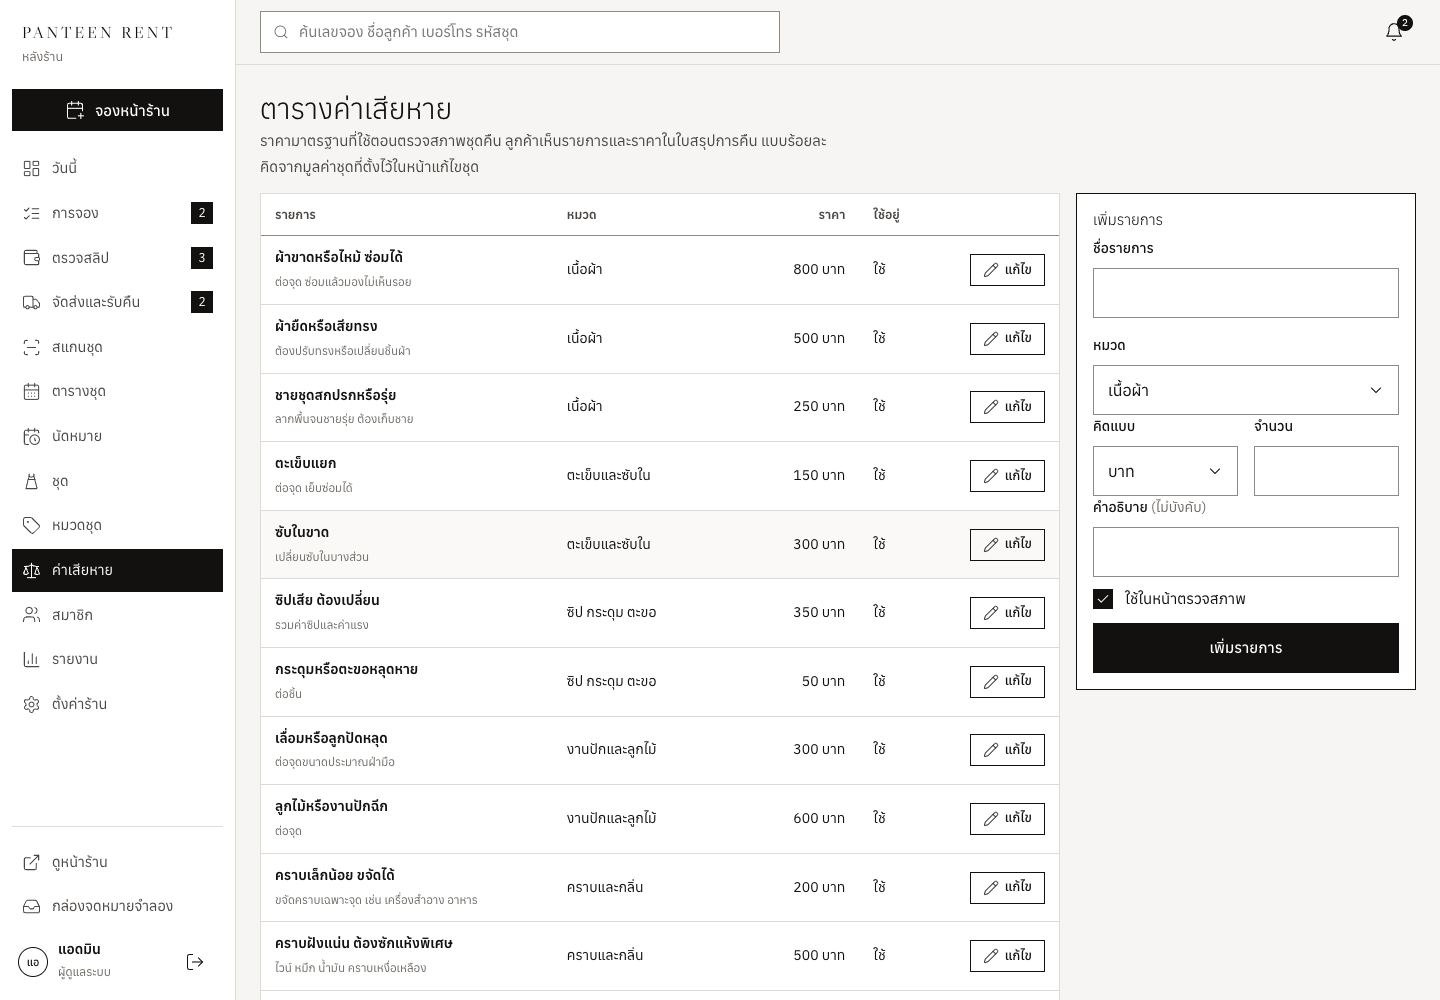 PANTEEN RENT
หลังร้าน
จองหน้าร้าน
วันนี้
การจอง 2
ตรวจสลิป 3
จัดส่งและรับคืน 2
สแกนชุด
ตารางชุด
นัดหมาย
ชุด
หมวดชุด
ค่าเสียหาย
สมาชิก
รายงาน
ตั้งค่าร้าน
ดูหน้าร้าน
กล่องจดหมายจำลอง
แอ
แอดมิน
ผู้ดูแลระบบ
ค้นเลขจอง ชื่อลูกค้า เบอร์โทร รหัสชุด
2
ตารางค่าเสียหาย
ราคามาตรฐานที่ใช้ตอนตรวจสภาพชุดคืน ลูกค้าเห็นรายการและราคาในใบสรุปการคืน แบบร้อยละ
คิดจากมูลค่าชุดที่ตั้งไว้ในหน้าแก้ไขชุด
รายการ หมวด ราคา ใช้อยู่
ผ้าขาดหรือไหม้ ซ่อมได้
ต่อจุด ซ่อมแล้วมองไม่เห็นรอย
เนื้อผ้า 800 บาท ใช้ แก้ไข
ผ้ายืดหรือเสียทรง
ต้องปรับทรงหรือเปลี่ยนชิ้นผ้า
เนื้อผ้า 500 บาท ใช้ แก้ไข
ชายชุดสกปรกหรือรุ่ย
ลากพื้นจนชายรุ่ย ต้องเก็บชาย
เนื้อผ้า 250 บาท ใช้ แก้ไข
ตะเข็บแยก
ต่อจุด เย็บซ่อมได้
ตะเข็บและซับใน 150 บาท ใช้ แก้ไข
ซับในขาด
เปลี่ยนซับในบางส่วน
ตะเข็บและซับใน 300 บาท ใช้ แก้ไข
ซิปเสีย ต้องเปลี่ยน
รวมค่าซิปและค่าแรง
ซิป กระดุม ตะขอ 350 บาท ใช้ แก้ไข
กระดุมหรือตะขอหลุดหาย
ต่อชิ้น
ซิป กระดุม ตะขอ 50 บาท ใช้ แก้ไข
เลื่อมหรือลูกปัดหลุด
ต่อจุดขนาดประมาณฝ่ามือ
งานปักและลูกไม้ 300 บาท ใช้ แก้ไข
ลูกไม้หรืองานปักฉีก
ต่อจุด
งานปักและลูกไม้ 600 บาท ใช้ แก้ไข
คราบเล็กน้อย ขจัดได้
ขจัดคราบเฉพาะจุด เช่น เครื่องสำอาง อาหาร
คราบและกลิ่น 200 บาท ใช้ แก้ไข
คราบฝังแน่น ต้องซักแห้งพิเศษ
ไวน์ หมึก น้ำมัน คราบเหงื่อเหลือง
คราบและกลิ่น 500 บาท ใช้ แก้ไข
เพิ่มรายการ
ชื่อรายการ
หมวด
เนื้อผ้า
คิดแบบ จำนวน
บาท
คำอธิบาย (ไม่บังคับ)
ใช้ในหน้าตรวจสภาพ
เพิ่มรายการ